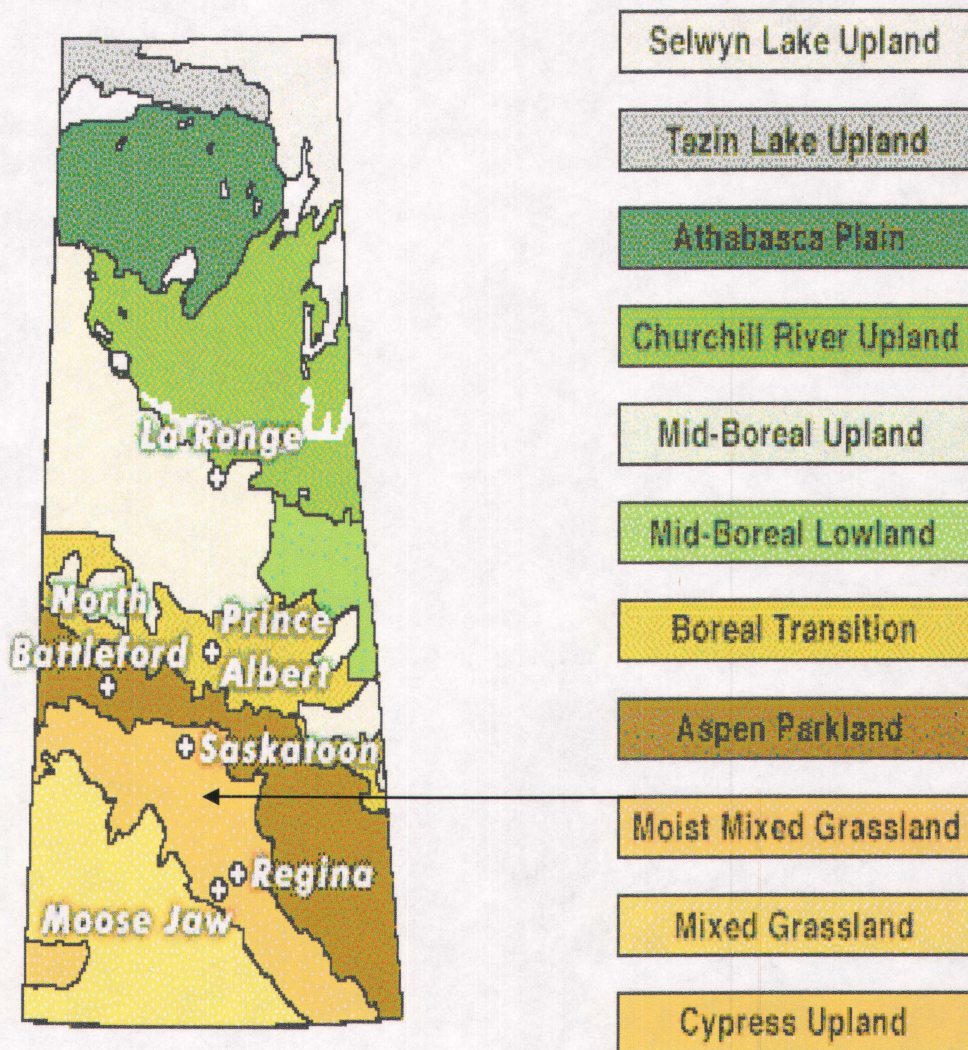 Selwyn Lake Upland
Tazin Lake Upland
Athabasca Plain
Churchill River Upland
La Ronge
Mid-Boreal Upland
Mid-Boreal Lowland
North
Battleford
Prince
Albert
Boreal Transition
Saskatoon
Aspen Parkland
Moist Mixed Grassland
Regina
Moose Jaw
Mixed Grassland
Cypress Upland